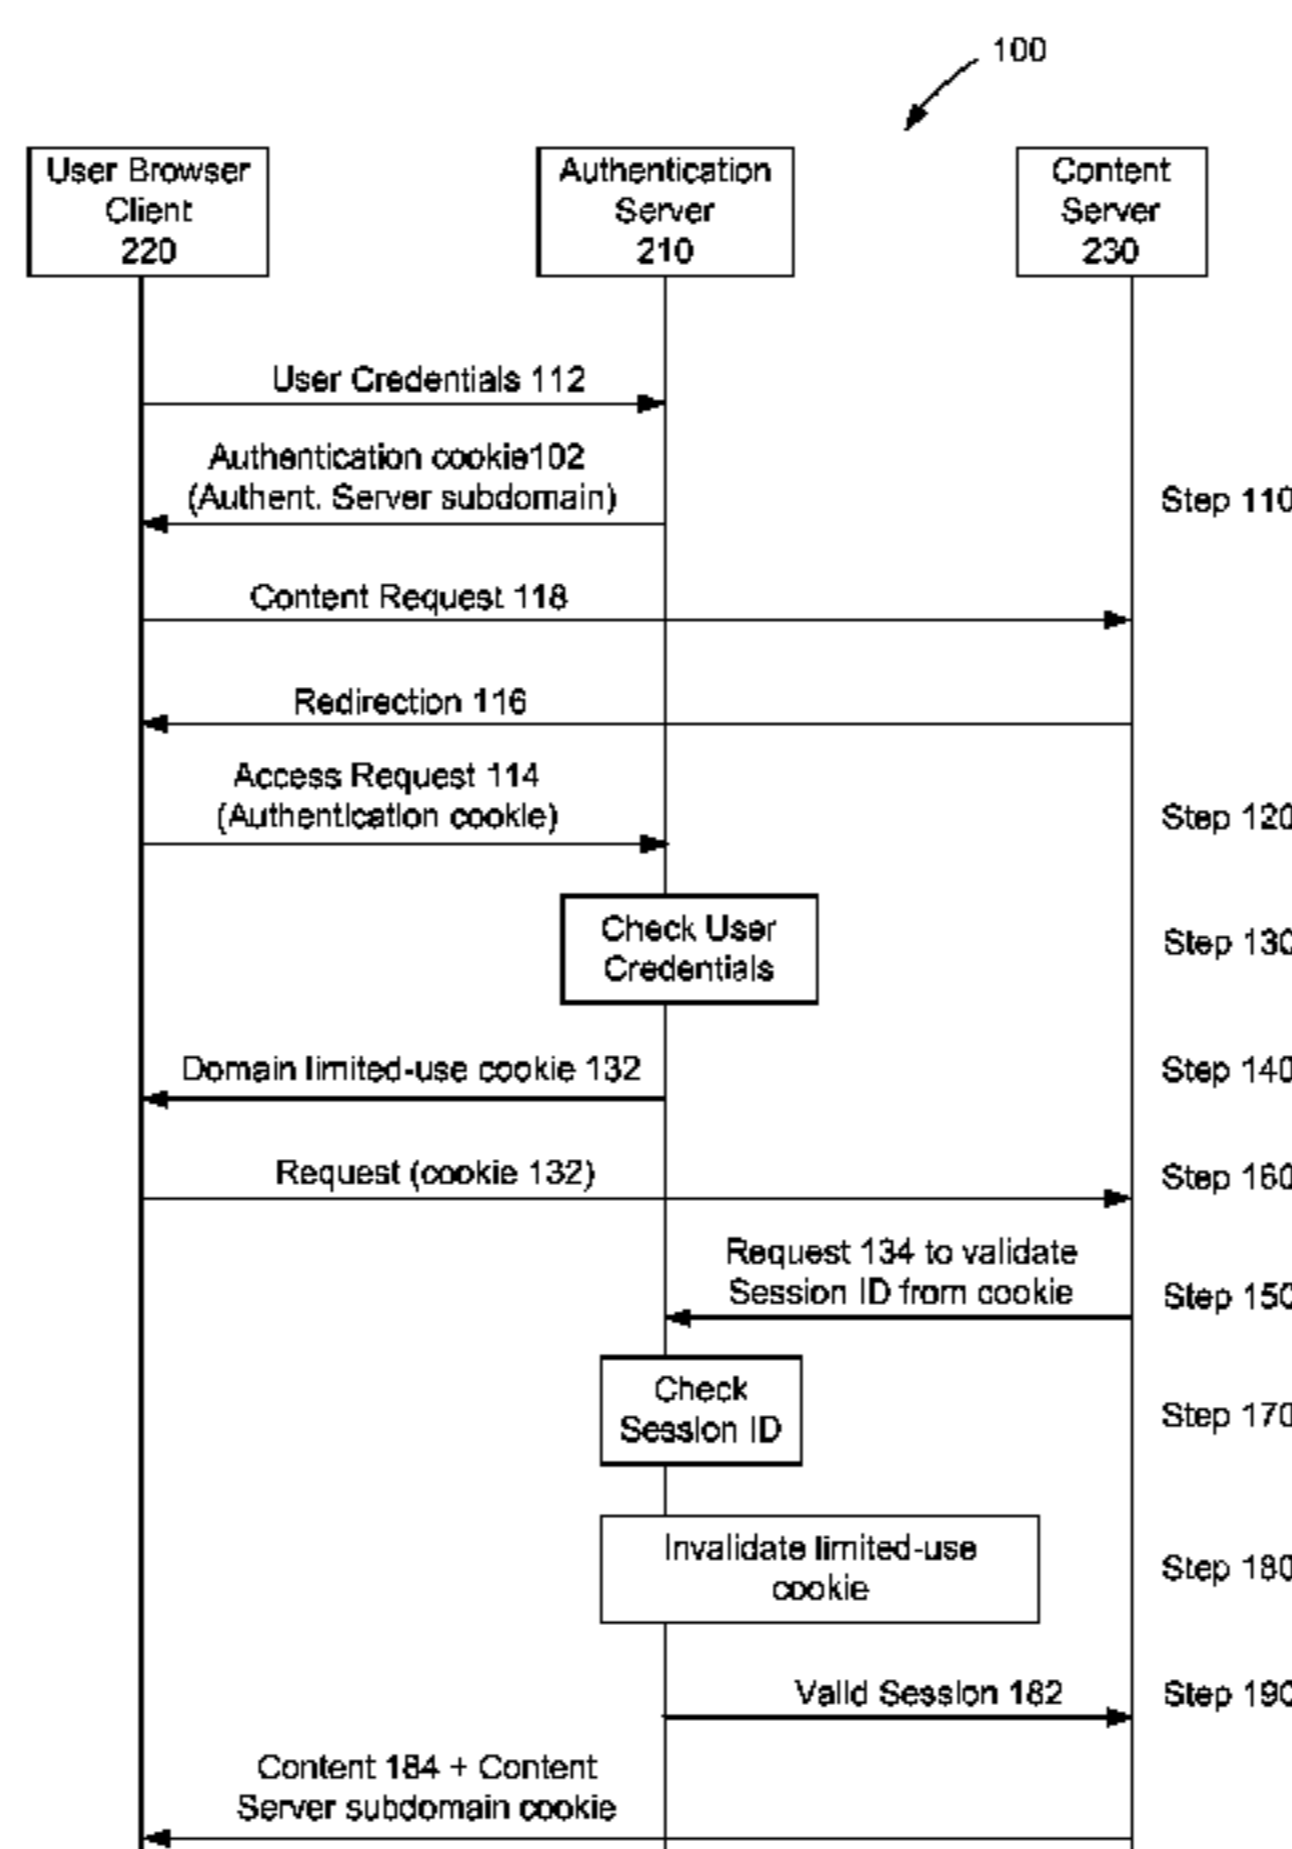 100
User Browser
Client
220
Authentication
Server
210
Content
Server
230
User Credentials 112
Authentication cookie102
(Authent. Server subdomain)
Step 110
Content Request 118
Redirection 116
Access Request 114
(Authentication cookie)
Step 120
Check User
Credentials
Step 130
Domain limited-use cookie 132
Step 140
Request (cookie 132)
Step 160
Request 134 to validate
Session ID from cookie
Step 150
Check
Session ID
Step 170
Invalidate limited-use
cookie
Step 180
Valid Session 182
Step 190
Content 184 + Content
Server subdomain cookie